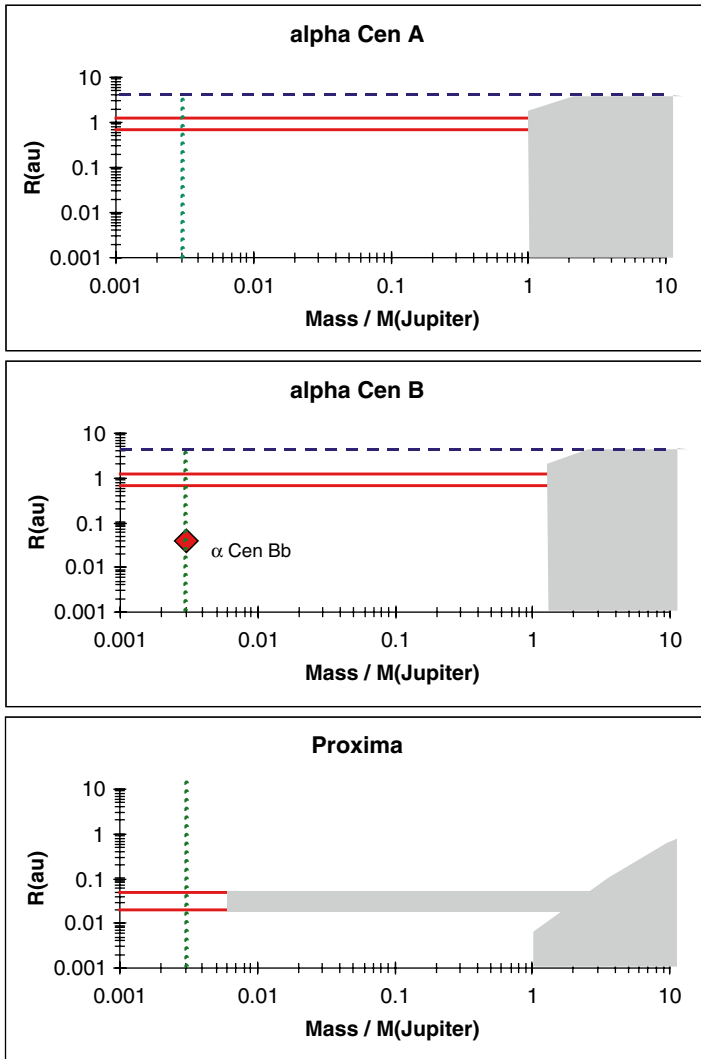 alpha Cen A
10
1
0.1
0.01
0.001
R(au)
0.001 0.01 0.1 1 10
Mass / M(Jupiter)
alpha Cen B
10
1
0.1
0.01
0.001
R(au)
α Cen Bb
0.001 0.01 0.1 1 10
Mass / M(Jupiter)
Proxima
10
1
0.1
0.01
0.001
R(au)
0.001 0.01 0.1 1 10
Mass / M(Jupiter)